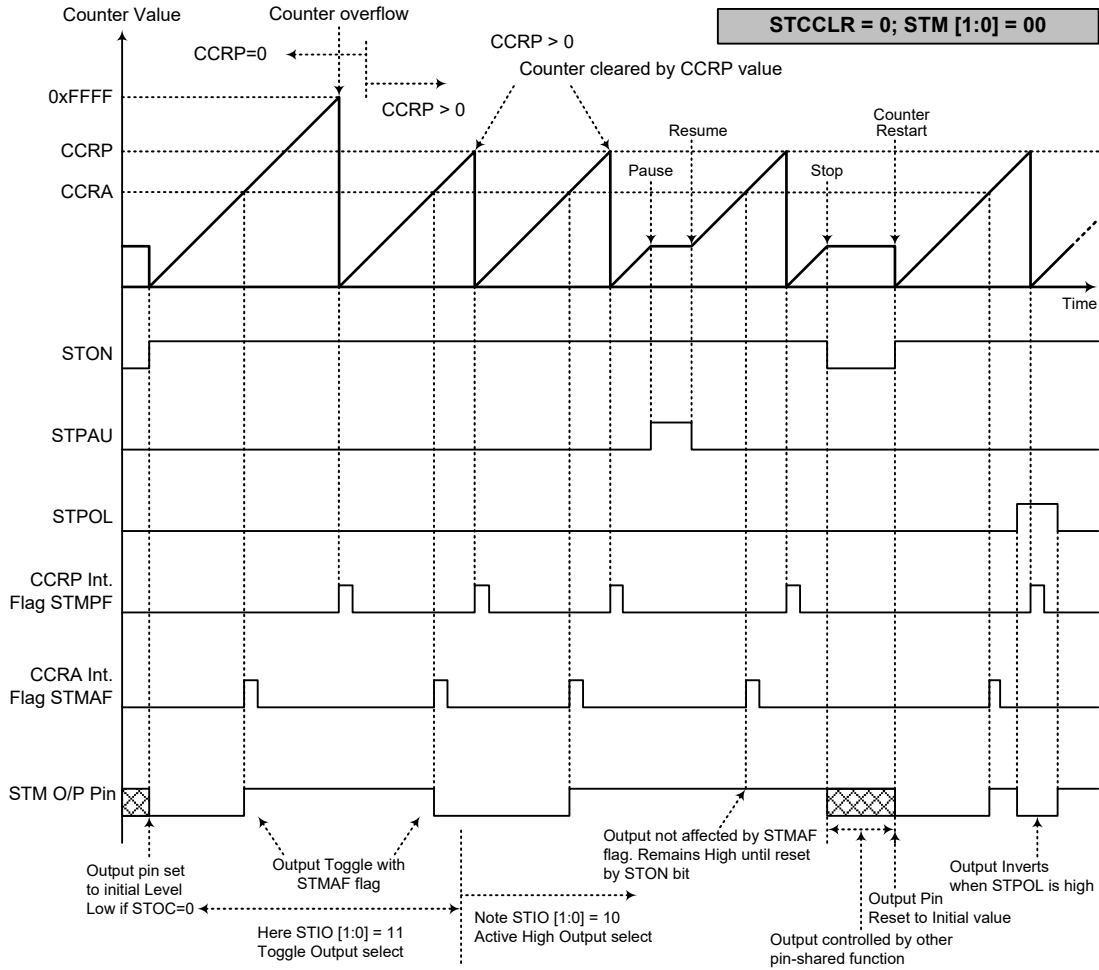 Counter Value
Counter overflow
STCCLR = 0; STM [1:0] = 00
CCRP=0
CCRP > 0
CCRP > 0
Counter cleared by CCRP value
0xFFFF
CCRP
CCRA
Pause
Resume
Stop
Counter
Restart
Time
STON
STPAU
STPOL
CCRP Int.
Flag STMPF
CCRA Int.
Flag STMAF
STM O/P Pin
Output pin set
to initial Level
Low if STOC=0
Output Toggle with
STMAF flag
Here STIO [1:0] = 11
Toggle Output select
Note STIO [1:0] = 10
Active High Output select
Output not affected by STMAF
flag. Remains High until reset
by STON bit
Output controlled by other
pin-shared function
Output Pin
Reset to Initial value
Output Inverts
when STPOL is high